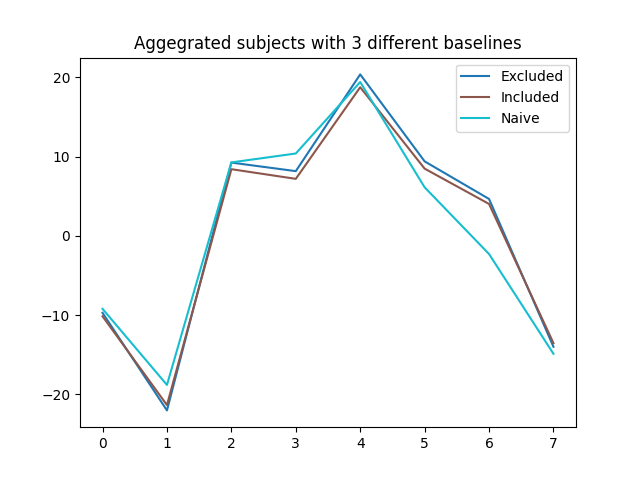 Aggegrated subjects with 3 different baselines
Excluded
Included
Naive
20
10
0
−10
−20
0 1 2 3 4 5 6 7